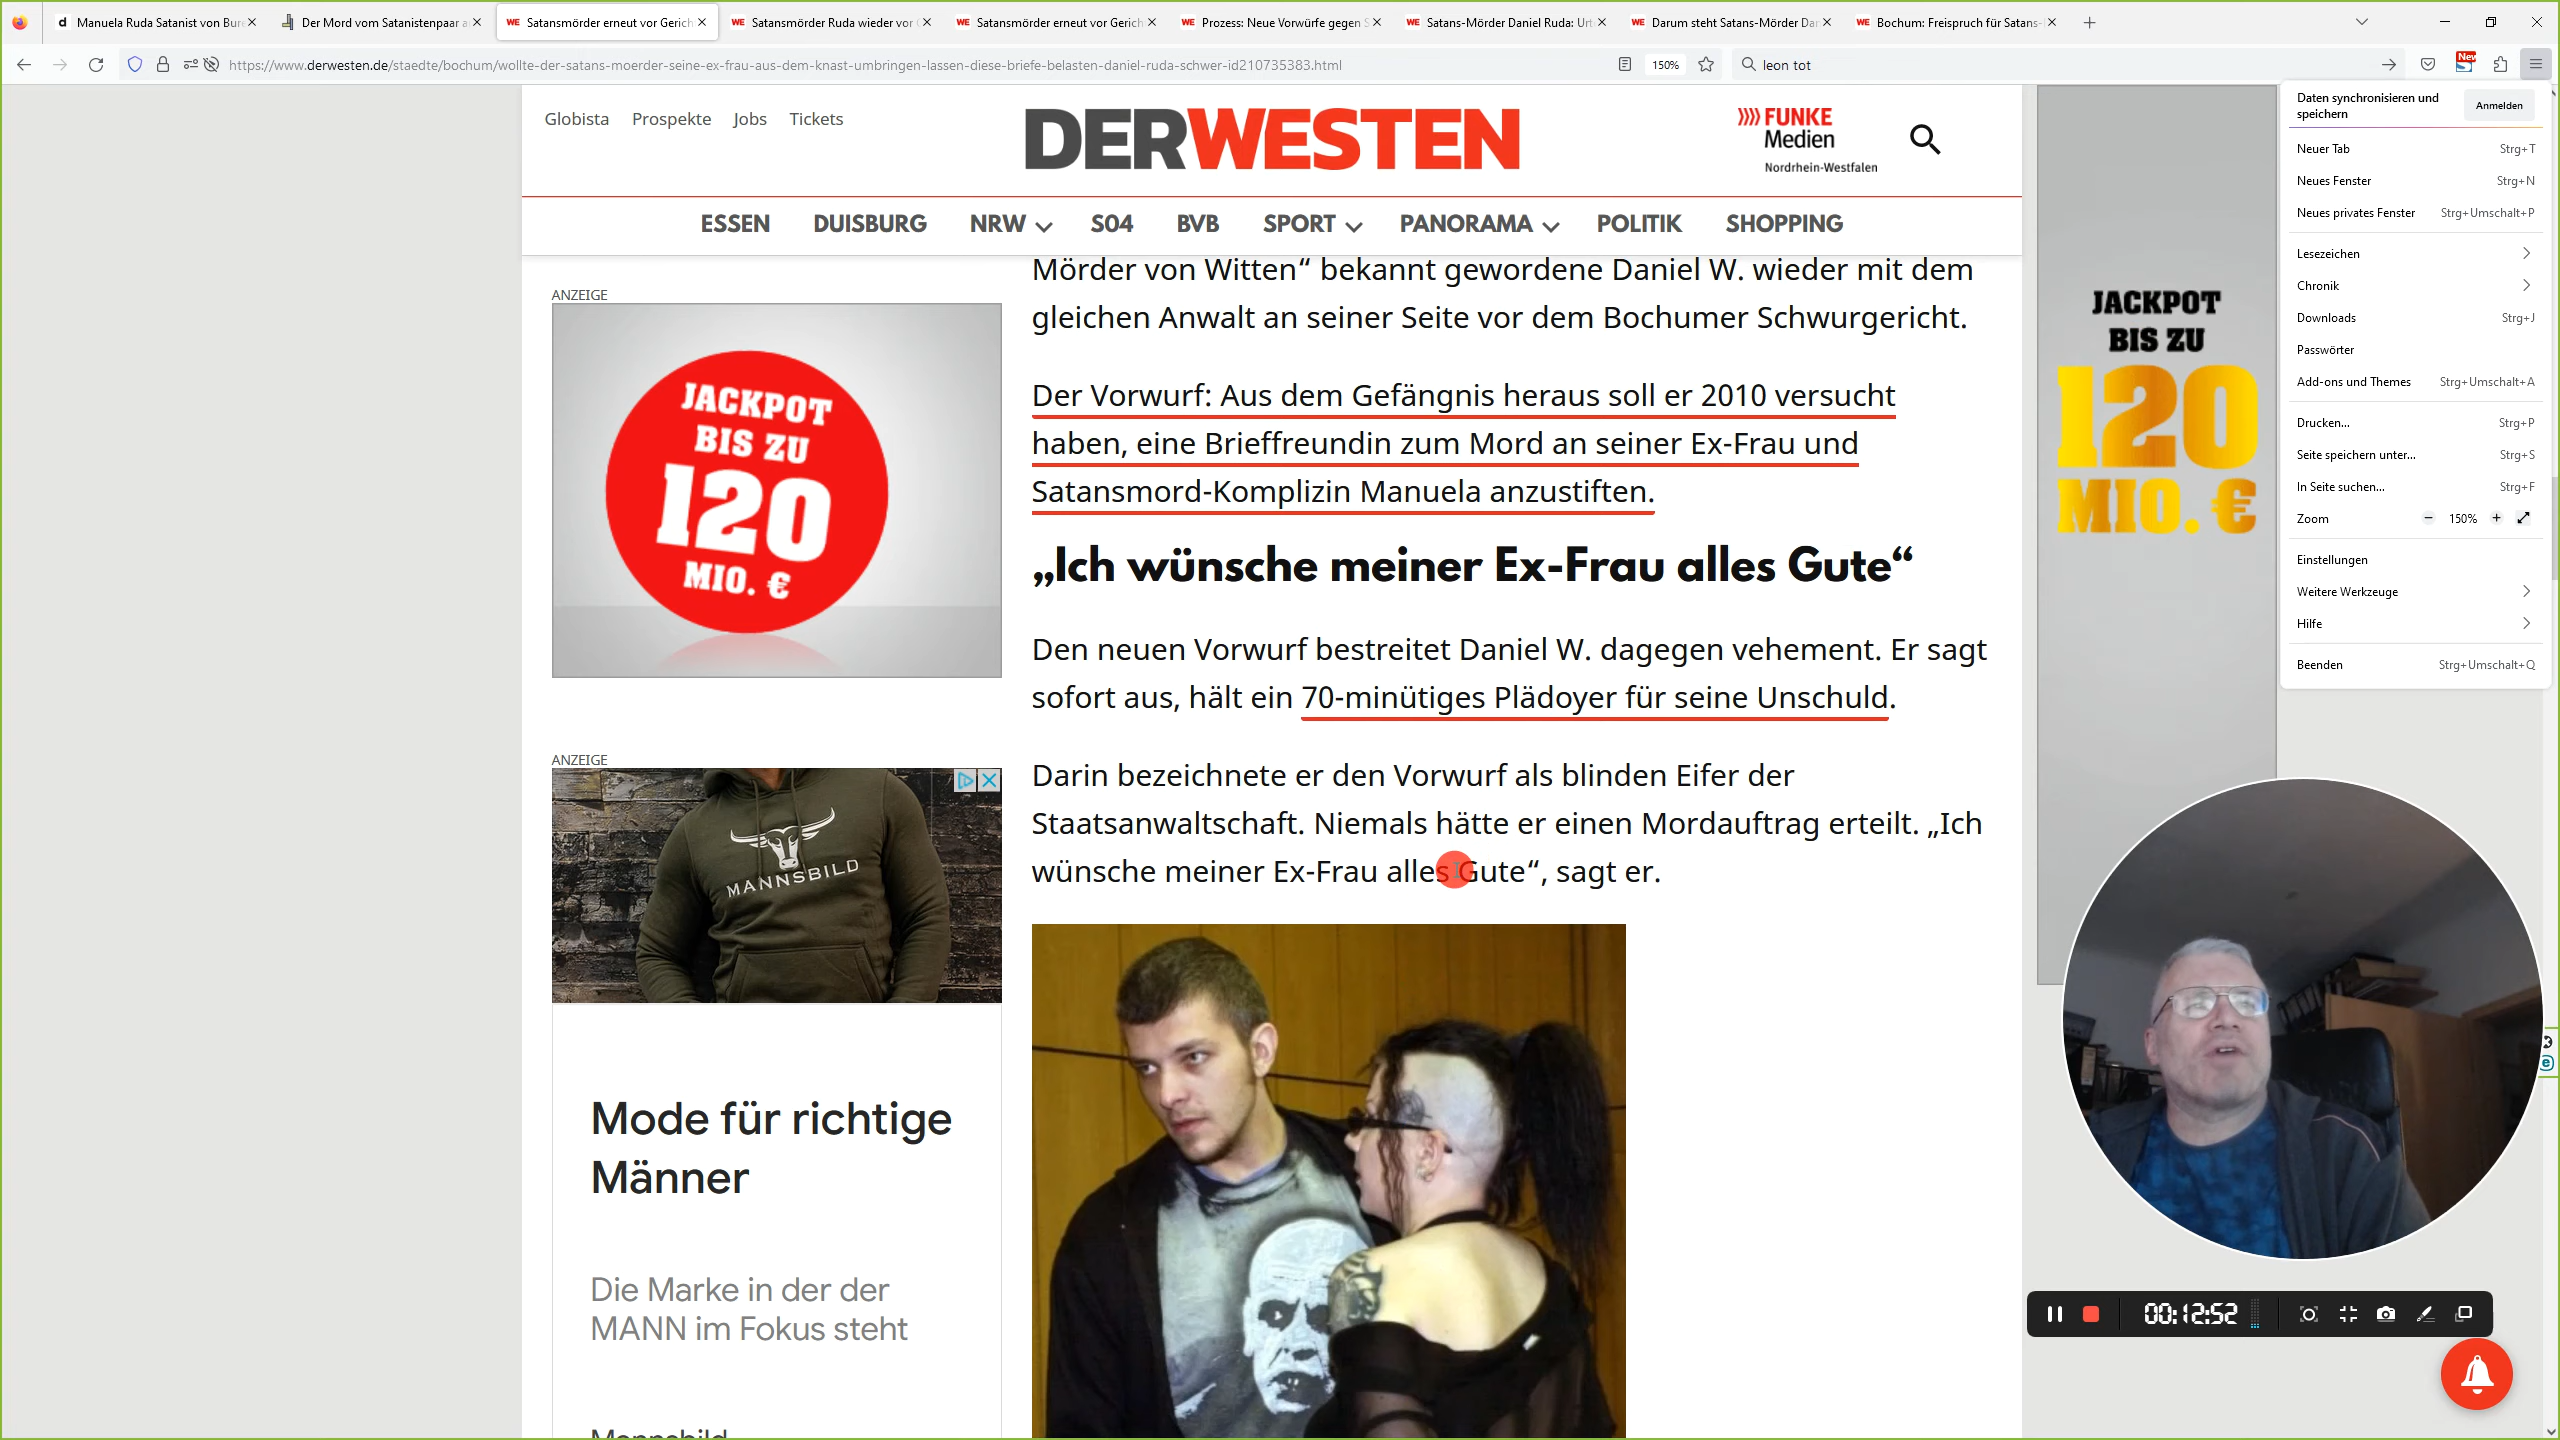 Manuela Ruda Satanist von Bur
Der Mord vom Satanistenpaar a
Satansmörder erneut vor Gerich
Satansmörder Ruda wieder vor
Satansmörder erneut vor Gerich
Prozess: Neue Vorwürfe gegen S
Satans-Mörder Daniel Ruda: Urt
Darum steht Satans-Mörder Dar
Bochum: Freispruch für Satans-
https://www.derwesten.de/staedte/bochum/wollte-der-satans-moerder-seine-ex-frau-aus-dem-knast-umbringen-lassen-diese-briefe-belasten-daniel-ruda-schwer-id210735383.html
150%
leon tot
New
Globista
Prospekte
Jobs
Tickets
DERWESTEN
FUNKE
Medien
Nordrhein-Westfalen
ESSEN
DUISBURG
NRW
S04
BVB
SPORT
PANORAMA
POLITIK
SHOPPING
Mörder von Witten“ bekannt gewordene Daniel W. wieder mit dem
gleichen Anwalt an seiner Seite vor dem Bochumer Schwurgericht.
Der Vorwurf: Aus dem Gefängnis heraus soll er 2010 versucht
haben, eine Brieffreundin zum Mord an seiner Ex-Frau und
Satansmord-Komplizin Manuela anzustiften.
„Ich wünsche meiner Ex-Frau alles Gute“
Den neuen Vorwurf bestreitet Daniel W. dagegen vehement. Er sagt
sofort aus, hält ein 70-minütiges Plädoyer für seine Unschuld.
Darin bezeichnete er den Vorwurf als blinden Eifer der
Staatsanwaltschaft. Niemals hätte er einen Mordauftrag erteilt. „Ich
wünsche meiner Ex-Frau alles Gute“, sagt er.
ANZEIGE
JACKPOT
BIS ZU
120
MIO. €
ANZEIGE
MANNSBILD
Mode für richtige
Männer
Die Marke in der der
MANN im Fokus steht
Mannsbild
JACKPOT
BIS ZU
120
MIO. €
Daten synchronisieren und
speichern
Anmelden
Neuer Tab Strg+T
Neues Fenster Strg+N
Neues privates Fenster Strg+Umschalt+P
Lesezeichen
Chronik
Downloads Strg+J
Passwörter
Add-ons und Themes Strg+Umschalt+A
Drucken... Strg+P
Seite speichern unter... Strg+S
In Seite suchen... Strg+F
Zoom 150%
Einstellungen
Weitere Werkzeuge
Hilfe
Beenden Strg+Umschalt+Q
00:12:52